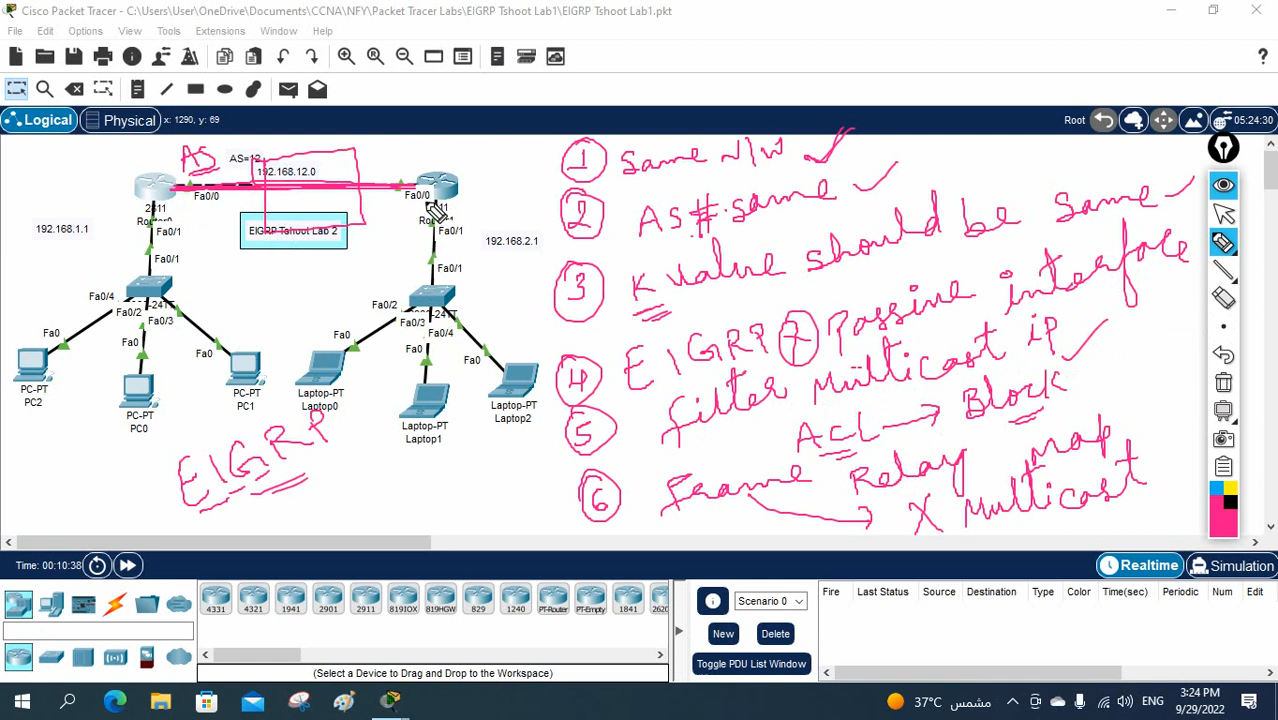 Cisco Packet Tracer - C:\Users\User\OneDrive\Documents\CCNA\NFY\Packet Tracer Labs\EIGRP Tshoot Lab1\EIGRP Tshoot Lab1.pkt
File Edit Options View Tools Extensions Window Help
Logical Physical x: 1290, y: 69 Root 05:24:30
AS AS=12
192.168.12.0
Fa0/0 Fa0/0
EIGRP Tshoot Lab 2
192.168.1.1 Fa0/1 Fa0/1 192.168.2.1
Fa0/1 Fa0/1
Fa0/4 Fa0/2 Fa0/3 -24TT
Fa0/2 Fa0/3 Fa0/4 -24TT
Fa0 Fa0 Fa0 Fa0 Fa0 Fa0
PC-PT
PC2
PC-PT
PC0
PC-PT
PC1
Laptop-PT
Laptop0
Laptop-PT
Laptop1
Laptop-PT
Laptop2
EIGRP
1 Same N/W
2 AS# same
3 K value should be Same
4 EIGRP 7 Passive interface
5 Filter Multicast iP
ACL → Block
6 Frame Relay map
X Multicast
Time: 00:10:38 Realtime Simulation
4331 4321 1941 2901 2911 819IOX 819HGW 829 1240 PT-Router PT-Empty 1841 2620
(Select a Device to Drag and Drop to the Workspace)
Scenario 0
New Delete
Toggle PDU List Window
Fire Last Status Source Destination Type Color Time(sec) Periodic Num Edit
37°C مشمس ENG 3:24 PM
9/29/2022